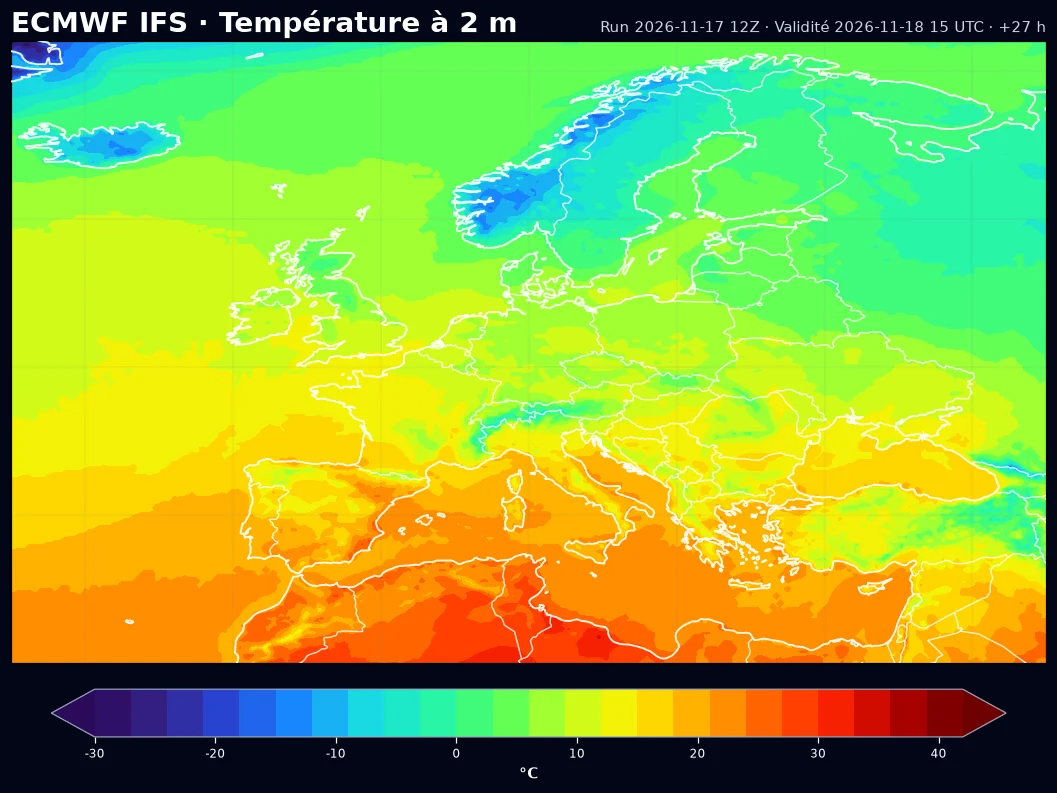 ECMWF IFS · Température à 2 m
Run 2026-11-17 12Z · Validité 2026-11-18 15 UTC · +27 h
-30 -20 -10 0 10 20 30 40
°C